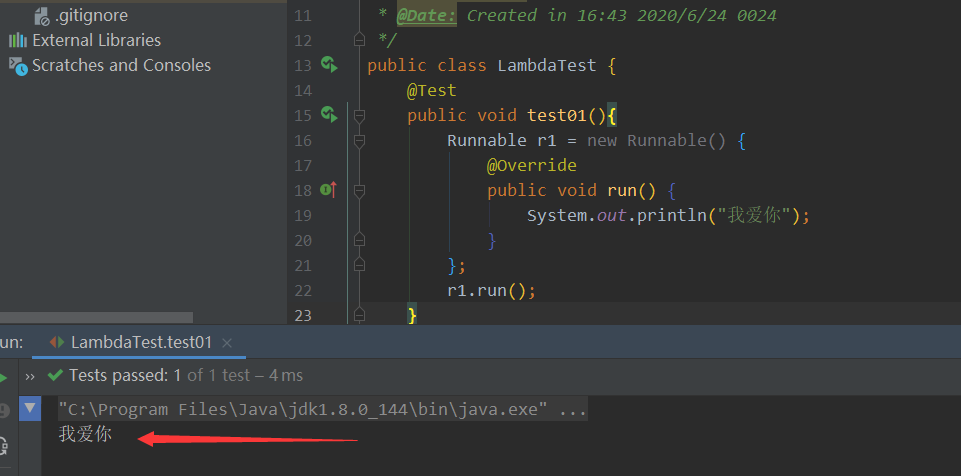 .gitignore
External Libraries
Scratches and Consoles
11 * @Date: Created in 16:43 2020/6/24 0024
12 */
13 public class LambdaTest {
14 @Test
15 public void test01(){
16 Runnable r1 = new Runnable() {
17 @Override
18 public void run() {
19 System.out.println("我爱你");
20 }
21 };
22 r1.run();
23 }
un: LambdaTest.test01 ×
>> Tests passed: 1 of 1 test – 4 ms
"C:\Program Files\Java\jdk1.8.0_144\bin\java.exe" ...
我爱你